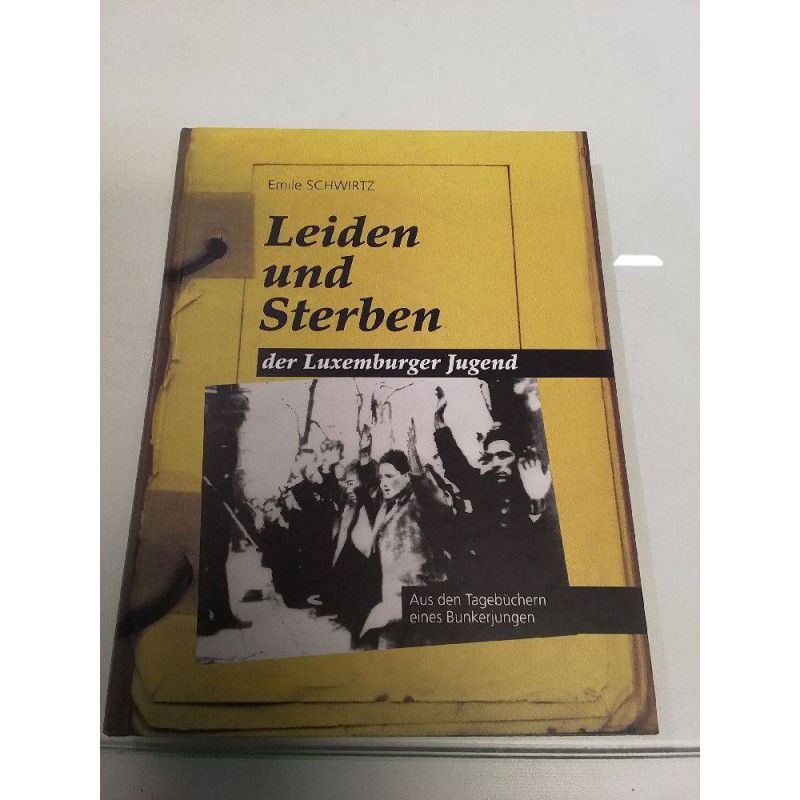 Emile SCHWIRTZ
Leiden
und
Sterben
der Luxemburger Jugend
Aus den Tagebüchern
eines Bunkerjungen